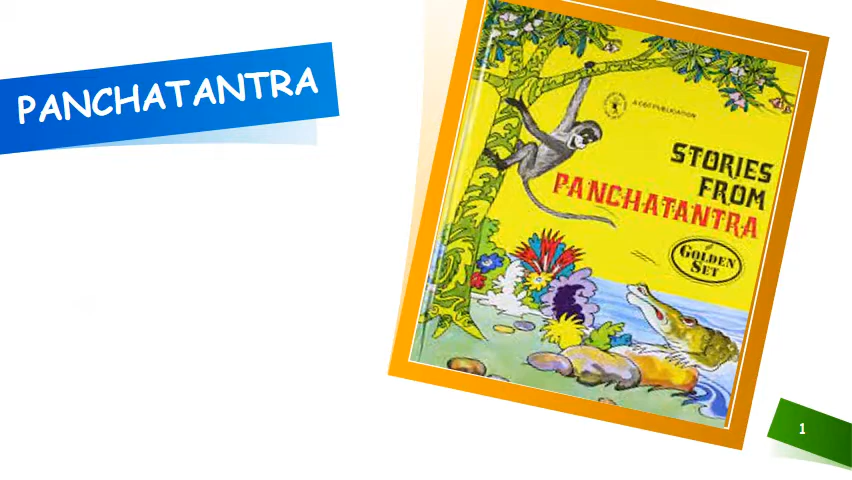 PANCHATANTRA
A CBT PUBLICATION
STORIES
FROM
PANCHATANTRA
GOLDEN
SET
1